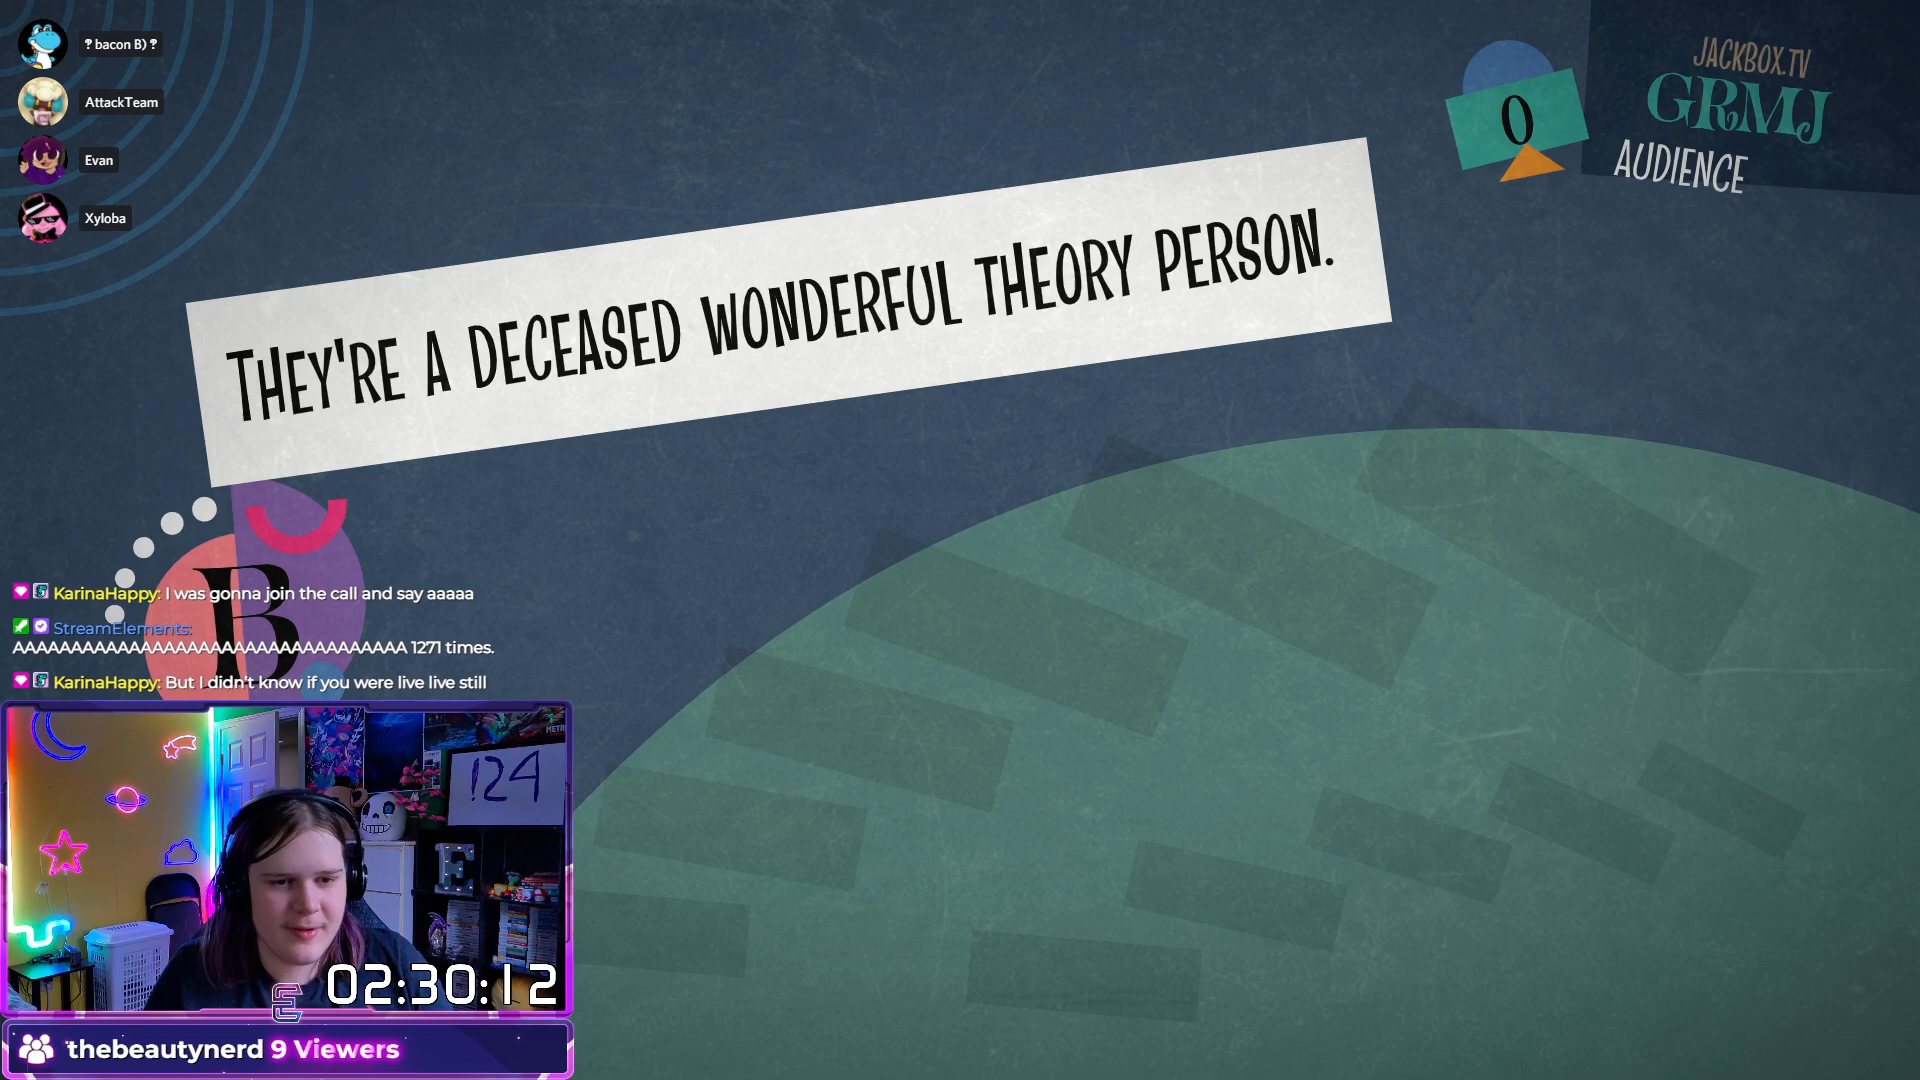 ‽ bacon B) ‽
AttackTeam
Evan
Xyloba
JACKBOX.TV
GRMJ
0
AUDIENCE
THEY'RE A DECEASED WONDERFUL THEORY PERSON.
B
KarinaHappy: I was gonna join the call and say aaaaa
StreamElements:
AAAAAAAAAAAAAAAAAAAAAAAAAAAAAAAAA 1271 times.
KarinaHappy: But I didn't know if you were live live still
!24
E
02:30:12
E
thebeautynerd 9 Viewers